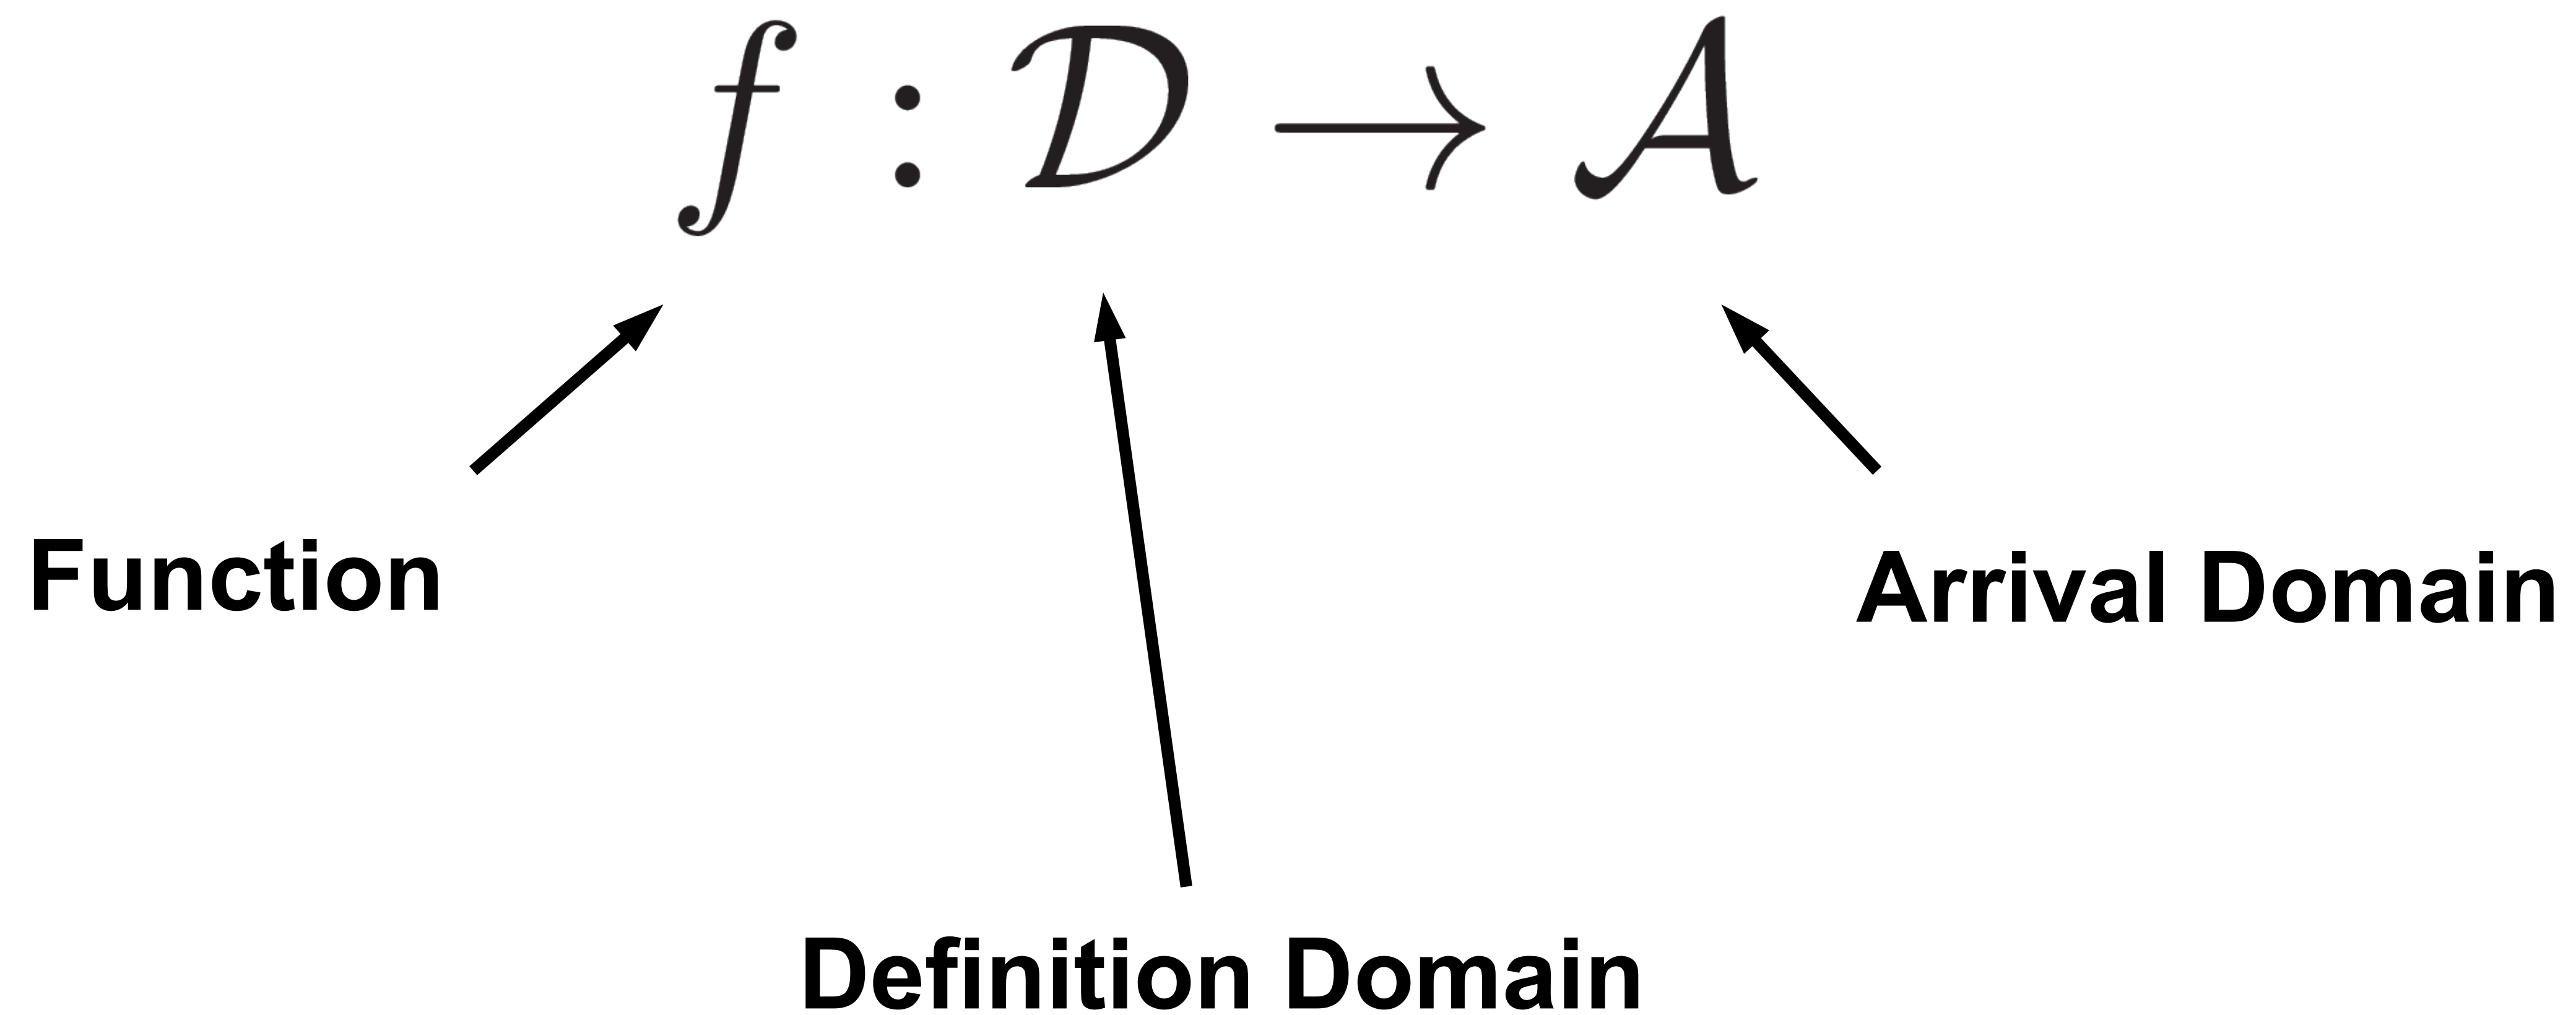 f : 𝒟 → 𝒜
Function
Arrival Domain
Definition Domain